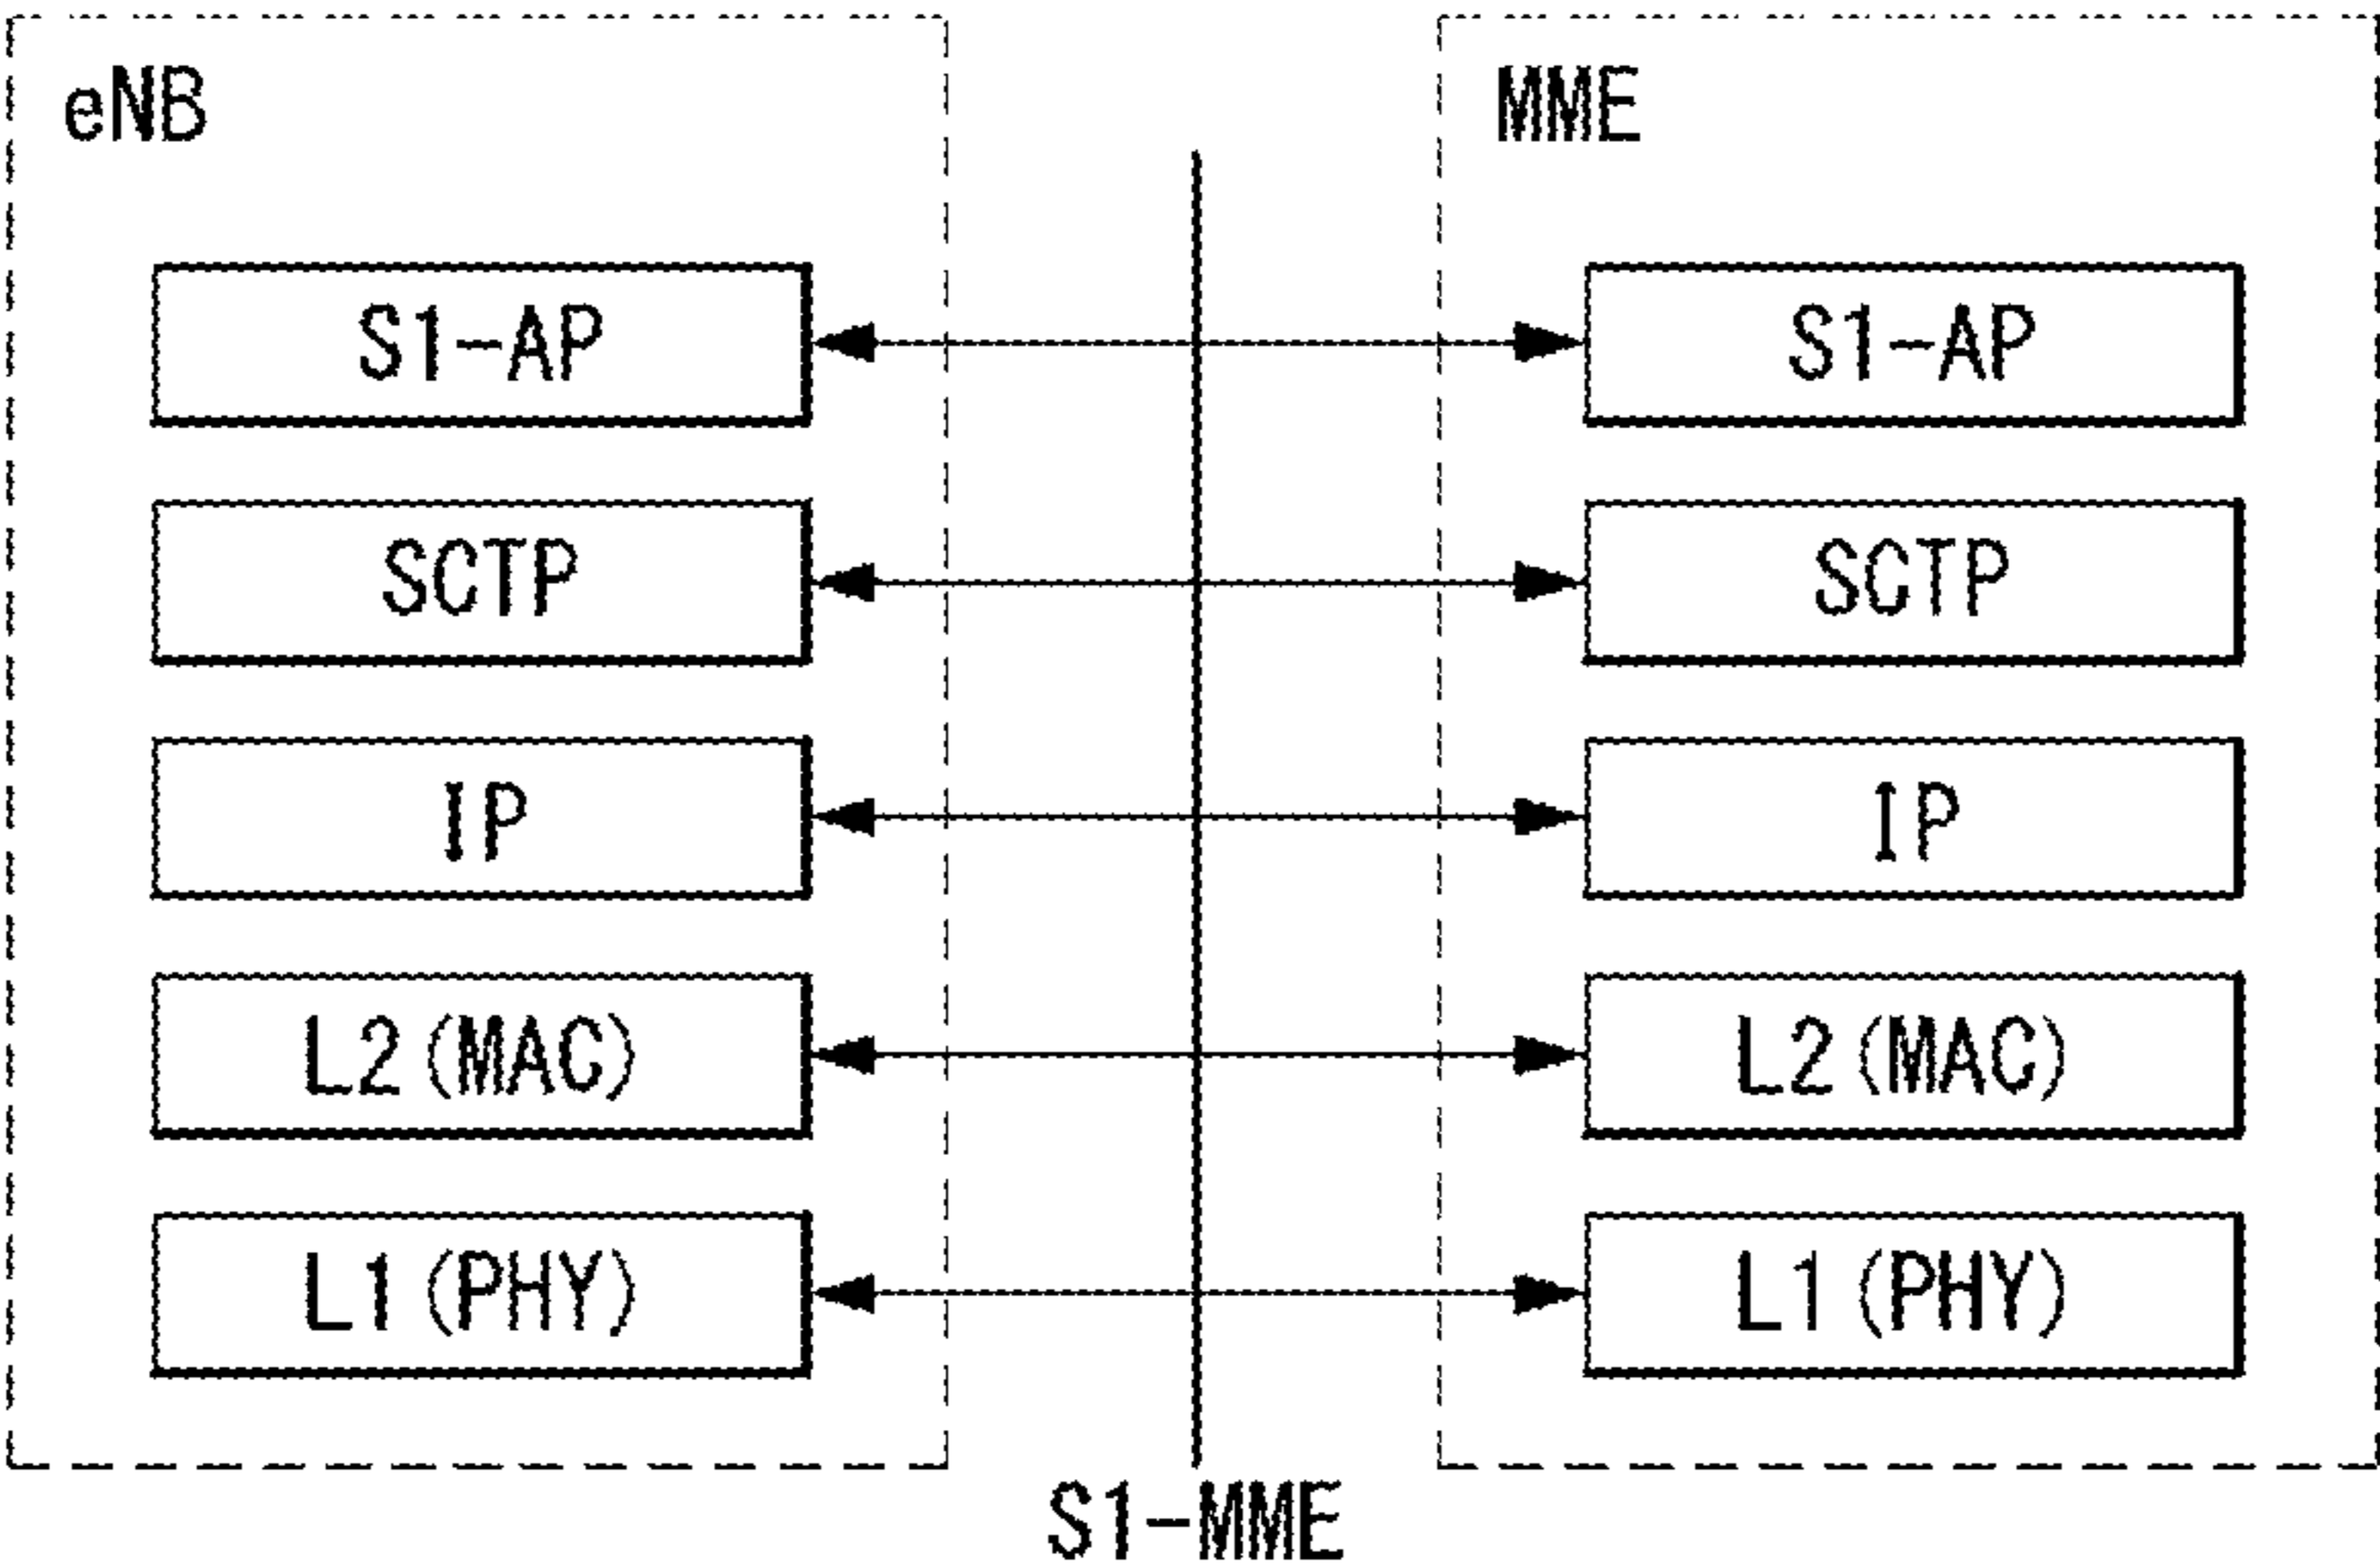 eNB
MME
S1-AP
S1-AP
SCTP
SCTP
IP
IP
L2(MAC)
L2(MAC)
L1(PHY)
L1(PHY)
S1-MME